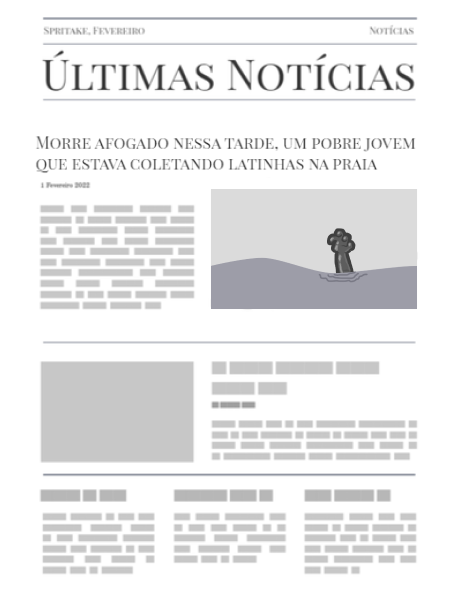 Spritake, Fevereiro
Notícias
Últimas Notícias
Morre afogado nessa tarde, um pobre jovem
que estava coletando latinhas na praia
1 Fevereiro 2022